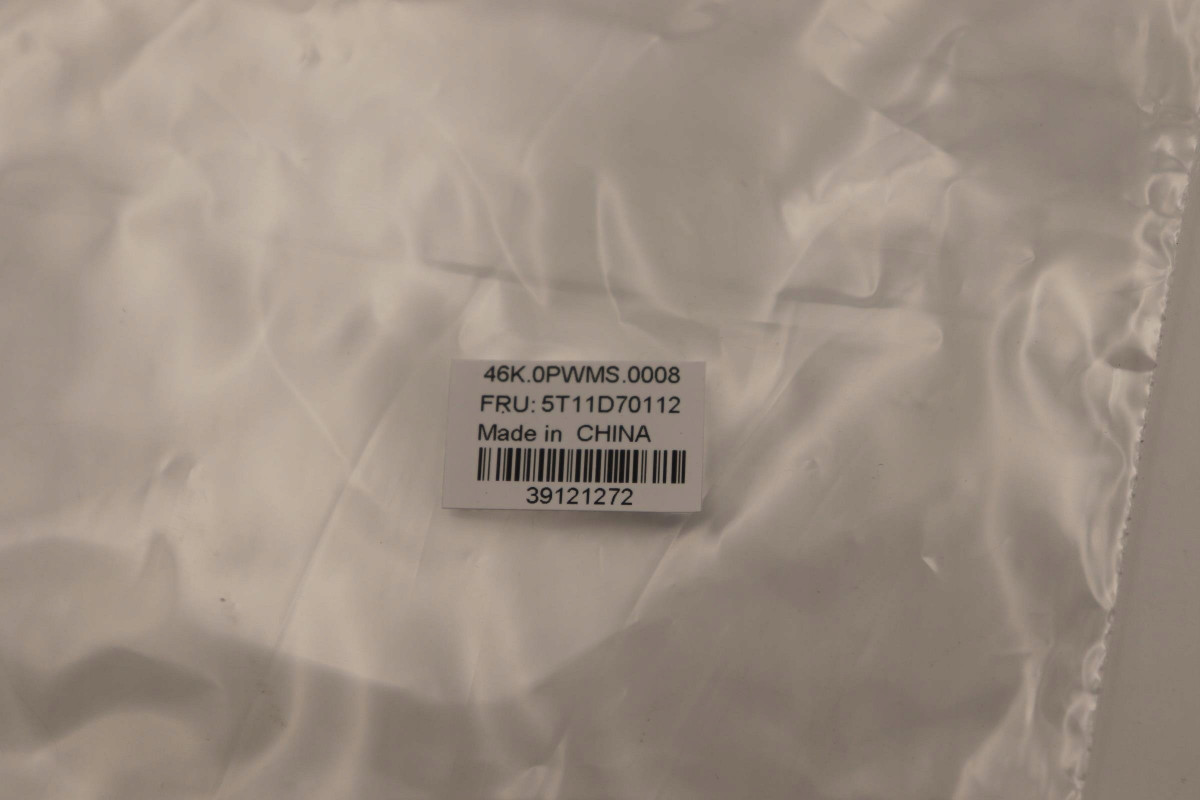 46K.0PWMS.0008
FRU: 5T11D70112
Made in CHINA
39121272